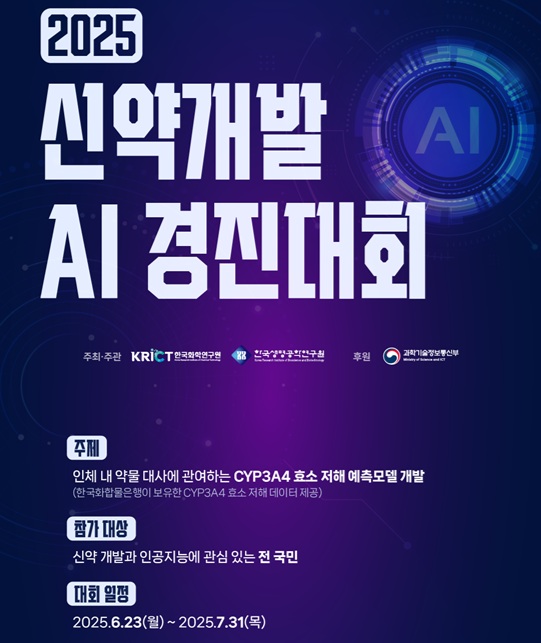 2025
신약개발
AI 경진대회
AI
주최·주관 KRICT 한국화학연구원 한국생명공학연구원 후원 과학기술정보통신부
Ministry of Science and ICT
주제
인체 내 약물 대사에 관여하는 CYP3A4 효소 저해 예측모델 개발
(한국화합물은행이 보유한 CYP3A4 효소 저해 데이터 제공)
참가 대상
신약 개발과 인공지능에 관심 있는 전 국민
대회 일정
2025.6.23(월) ~ 2025.7.31(목)